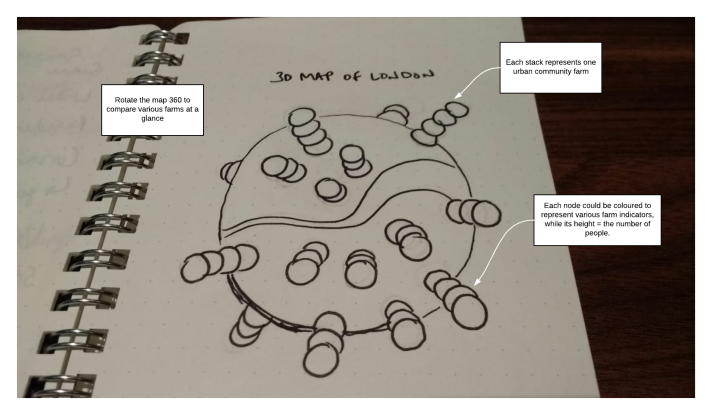 3D MAP OF LONDON
Each stack represents one
urban community farm
Rotate the map 360 to
compare various farms at a
glance
Each node could be coloured to
represent various farm indicators,
while its height = the number of
people.